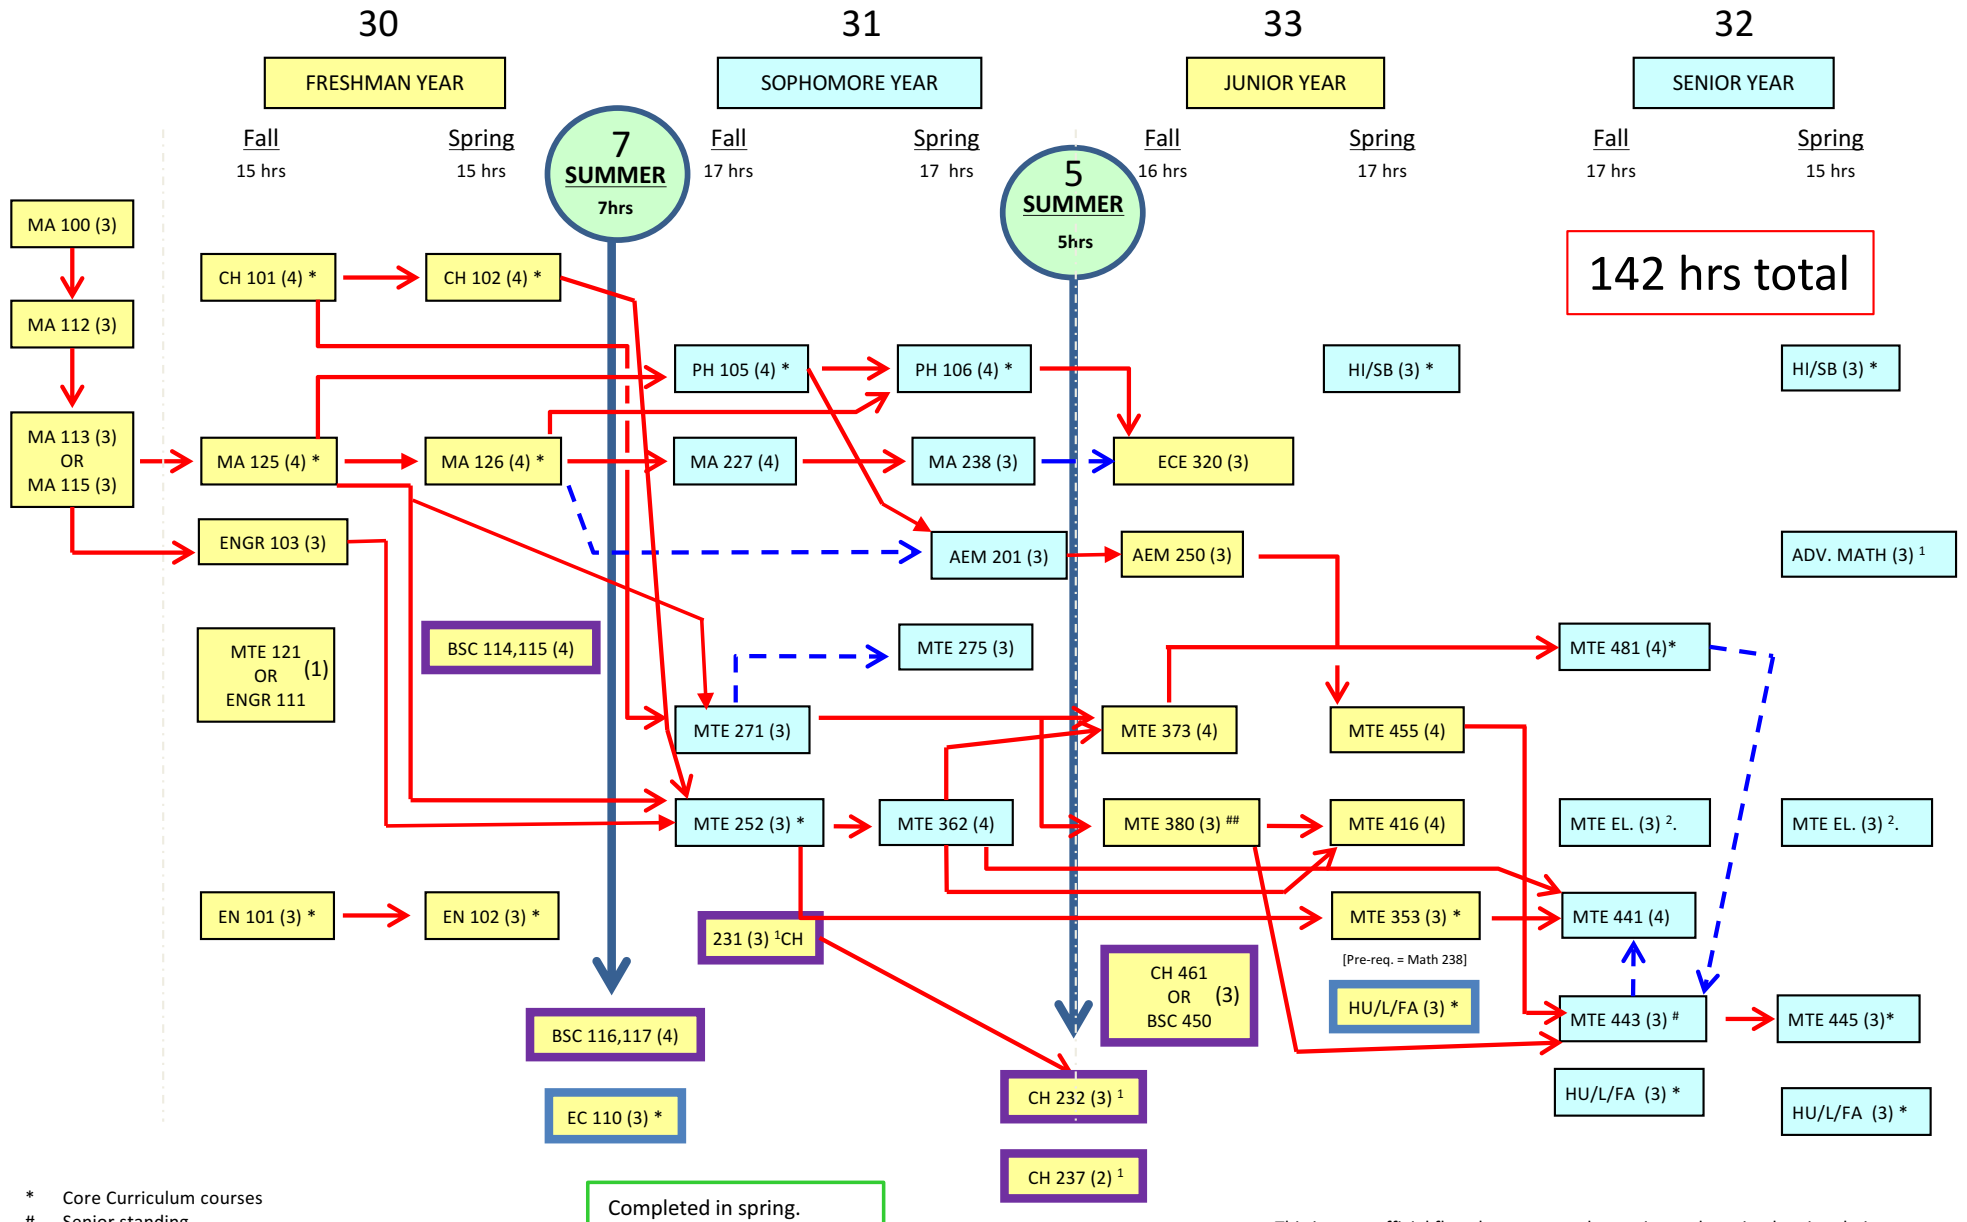 30
31
33
32
FRESHMAN YEAR
SOPHOMORE YEAR
JUNIOR YEAR
SENIOR YEAR
Fall
15 hrs
Spring
15 hrs
7
SUMMER
7hrs
Fall
17 hrs
Spring
17 hrs
5
SUMMER
5hrs
Fall
16 hrs
Spring
17 hrs
Fall
17 hrs
Spring
15 hrs
142 hrs total
MA 100 (3)
MA 112 (3)
MA 113 (3)
OR
MA 115 (3)
CH 101 (4) *
CH 102 (4) *
PH 105 (4) *
PH 106 (4) *
HI/SB (3) *
HI/SB (3) *
MA 125 (4) *
MA 126 (4) *
MA 227 (4)
MA 238 (3)
ECE 320 (3)
ENGR 103 (3)
AEM 201 (3)
AEM 250 (3)
ADV. MATH (3) 1
MTE 121
OR (1)
ENGR 111
BSC 114,115 (4)
MTE 275 (3)
MTE 481 (4)*
MTE 271 (3)
MTE 373 (4)
MTE 455 (4)
MTE 252 (3) *
MTE 362 (4)
MTE 380 (3) ##
MTE 416 (4)
MTE EL. (3) 2.
MTE EL. (3) 2.
EN 101 (3) *
EN 102 (3) *
231 (3) 1CH
MTE 353 (3) *
[Pre-req. = Math 238]
MTE 441 (4)
CH 461
OR (3)
BSC 450
HU/L/FA (3) *
BSC 116,117 (4)
MTE 443 (3) #
MTE 445 (3)*
CH 232 (3) 1
HU/L/FA (3) *
HU/L/FA (3) *
EC 110 (3) *
CH 237 (2) 1
* Core Curriculum courses
# Senior standing
Completed in spring.